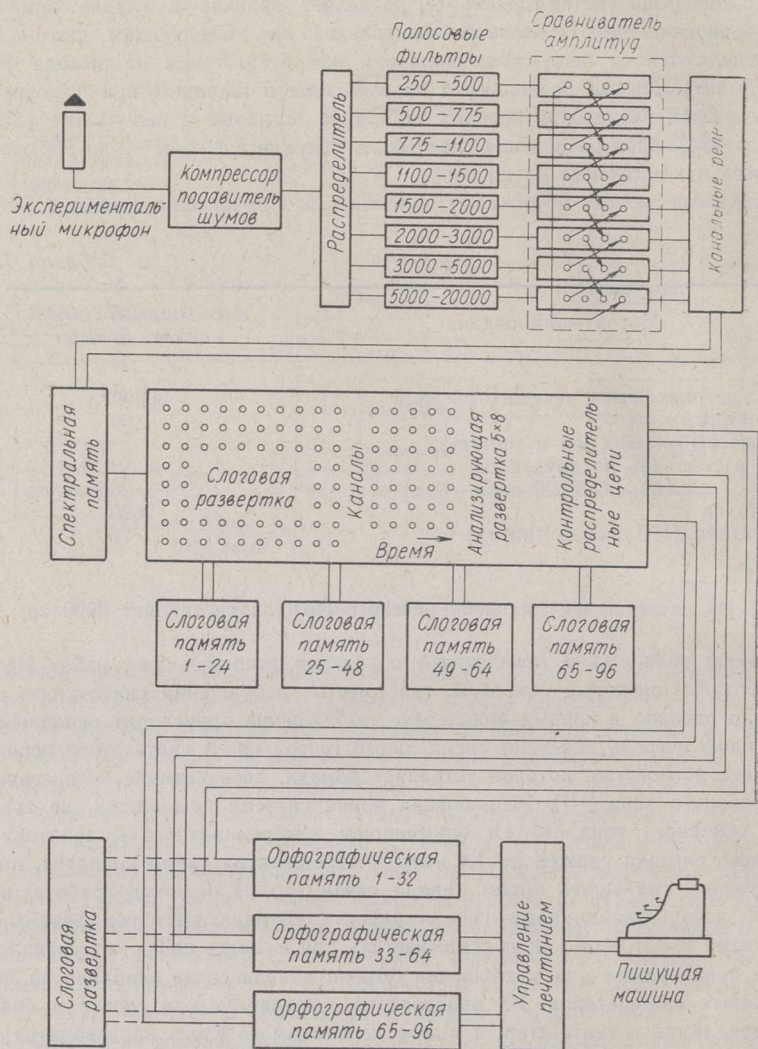 Полосовые
фильтры
Сравниватель
амплитуд
Эксперименталь-
ный микрофон
Компрессор
подавитель
шумов
Распределитель
250-500
500-775
775-1100
1100-1500
1500-2000
2000-3000
3000-5000
5000-20000
Канальные реле
Спектральная
память
Слоговая
развертка
Каналы
Время
Анализирующая
развертка 5×8
Контрольные
распределитель-
ные цепи
Слоговая
память
1-24
Слоговая
память
25-48
Слоговая
память
49-64
Слоговая
память
65-96
Слоговая
развертка
Орфографическая
память 1-32
Орфографическая
память 33-64
Орфографическая
память 65-96
Управление
печатанием
Пишущая
машина